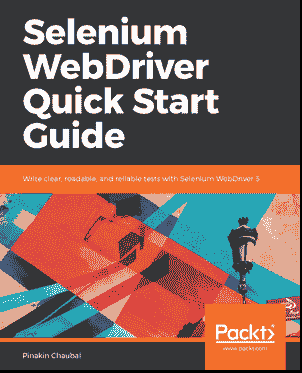 Selenium
WebDriver
Quick Start
Guide
Write clear, readable, and reliable tests with Selenium WebDriver 3
Pinakin Chaubal
Packt>
www.packt.com